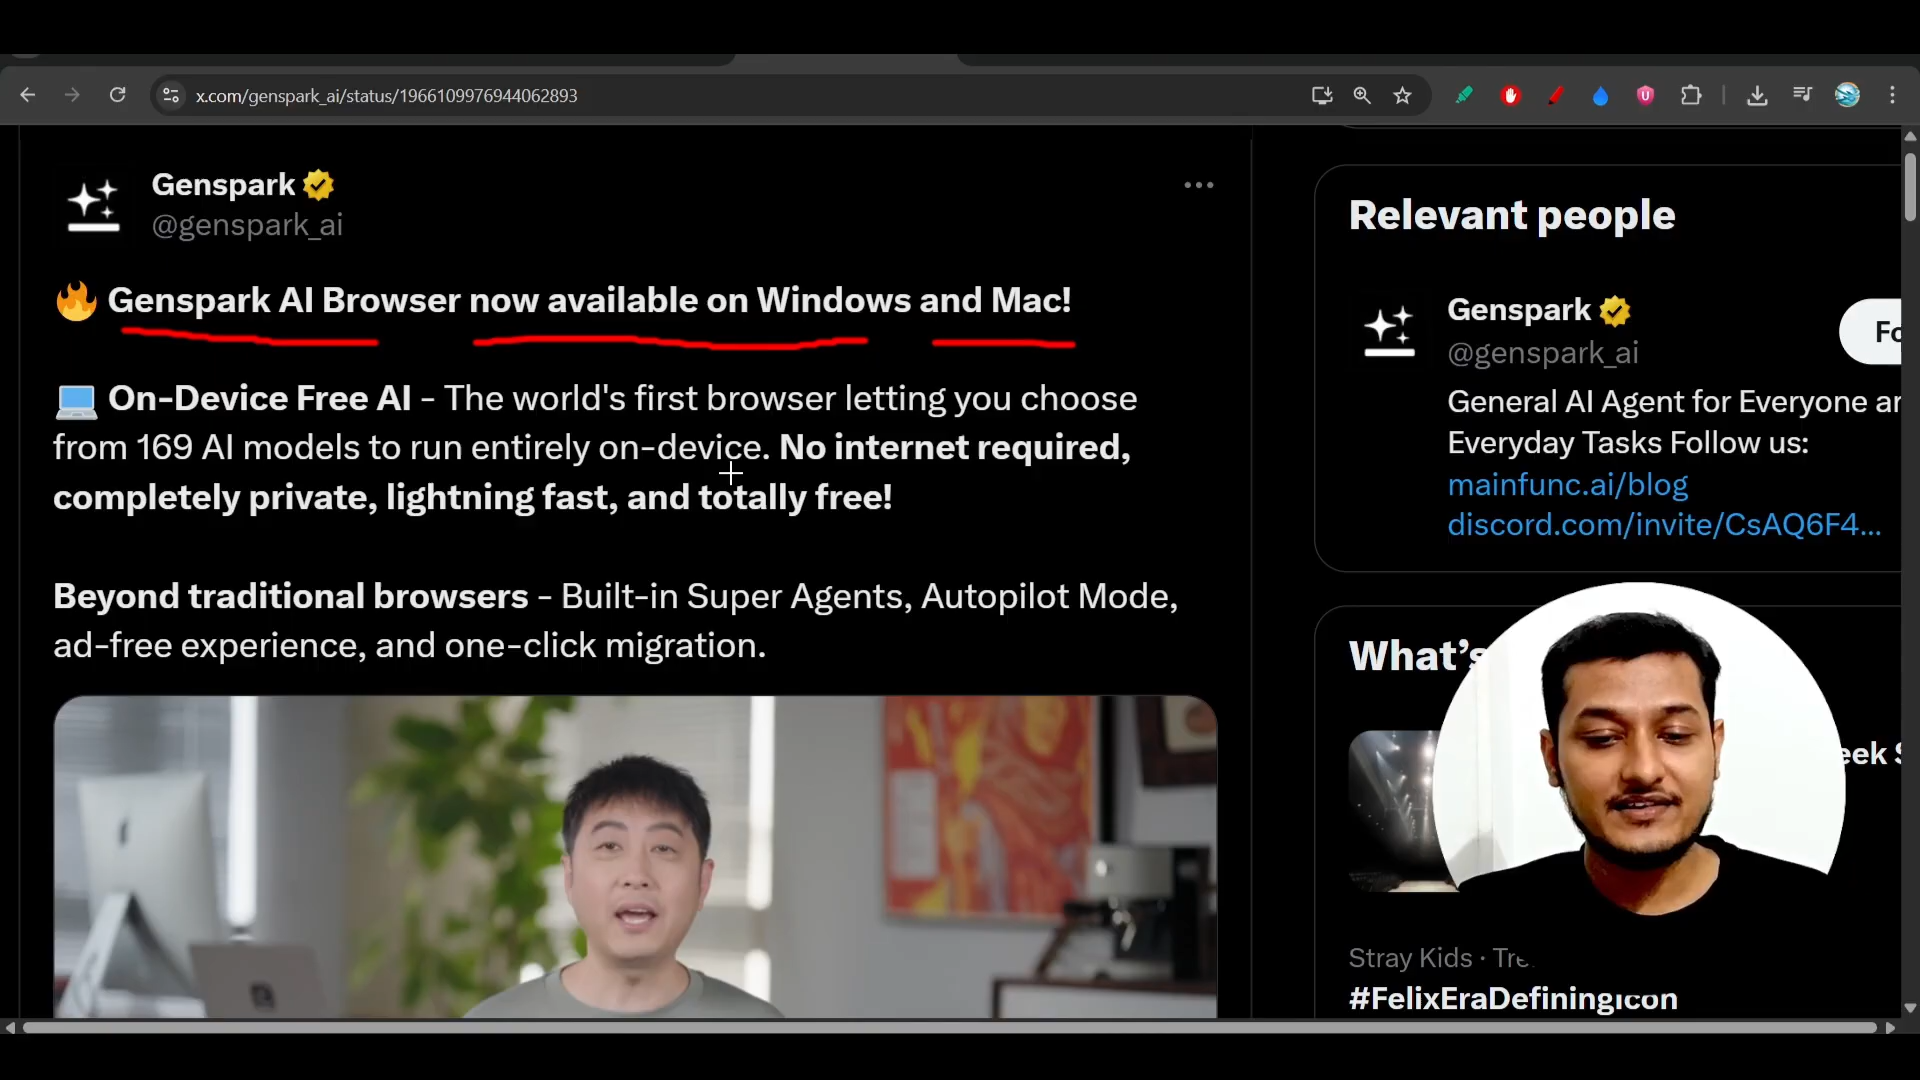 x.com/genspark_ai/status/1966109976944062893
Genspark
@genspark_ai
🔥 Genspark AI Browser now available on Windows and Mac!
💻 On-Device Free AI - The world's first browser letting you choose
from 169 AI models to run entirely on-device. No internet required,
completely private, lightning fast, and totally free!
Beyond traditional browsers - Built-in Super Agents, Autopilot Mode,
ad-free experience, and one-click migration.
Relevant people
Genspark
@genspark_ai
General AI Agent for Everyone
Everyday Tasks Follow us:
mainfunc.ai/blog
discord.com/invite/CsAQ6F4...
What's
Stray Kids ·
#FelixEraDefiningIcon